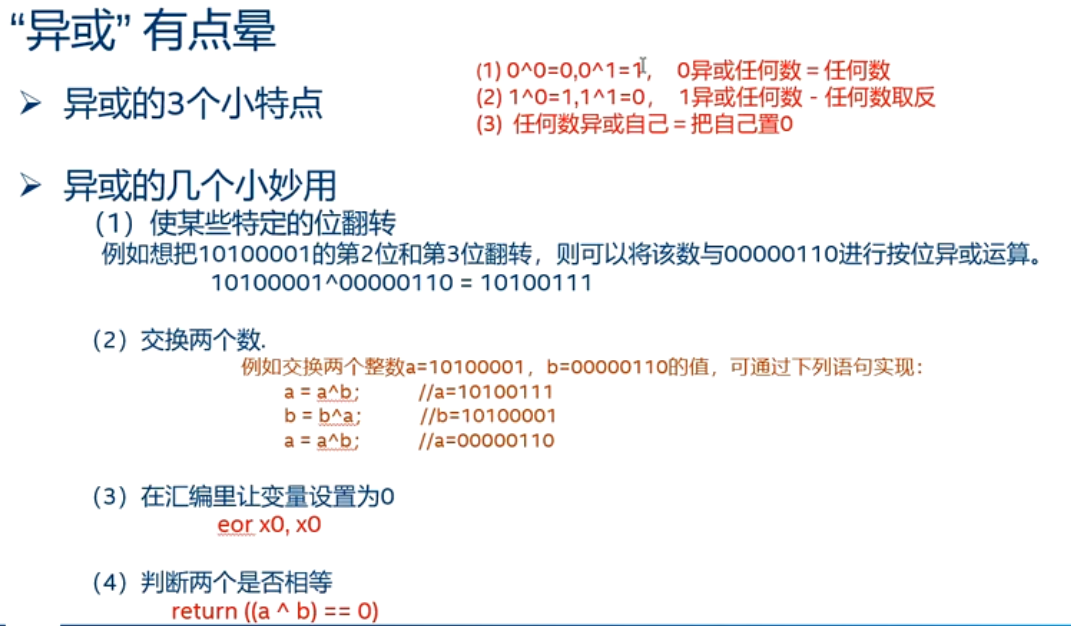 “异或” 有点晕
➢ 异或的3个小特点
(1) 0^0=0,0^1=1, 0异或任何数 = 任何数
(2) 1^0=1,1^1=0, 1异或任何数 - 任何数取反
(3) 任何数异或自己 = 把自己置0
➢ 异或的几个小妙用
（1）使某些特定的位翻转
例如想把10100001的第2位和第3位翻转，则可以将该数与00000110进行按位异或运算。
10100001^00000110 = 10100111
（2）交换两个数.
例如交换两个整数a=10100001，b=00000110的值，可通过下列语句实现：
a = a^b; //a=10100111
b = b^a; //b=10100001
a = a^b; //a=00000110
（3）在汇编里让变量设置为0
eor x0, x0
（4）判断两个是否相等
return ((a ^ b) == 0)